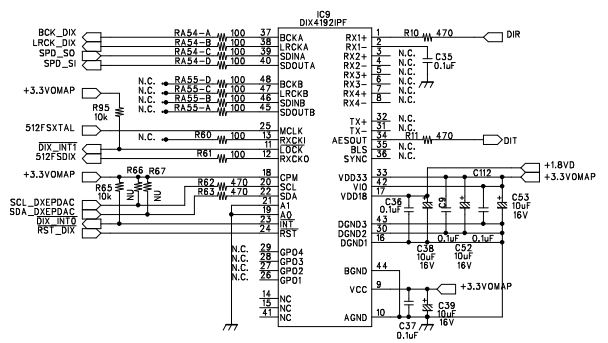 IC9
DIX4192IPF
BCK_DIX RA54-A 100 37 BCKA RX1+ 1 R10 470 DIR
LRCK_DIX RA54-B 100 38 LRCKA RX1- 2
SPD_SO RA54-C 100 39 SDINA RX2+ 3 N.C. C35
SPD_SI RA54-D 100 40 SDOUTA RX2- 4 N.C. 0.1uF
RX3+ 5 N.C.
N.C. RA55-D 100 48 BCKB RX3- 6 N.C.
+3.3VOMAP N.C. RA55-C 100 47 LRCKB RX4+ 7 N.C.
N.C. RA55-B 100 46 SDINB RX4- 8 N.C.
R95 N.C. RA55-A 100 45 SDOUTB
10k TX+ 32 N.C.
512FSXTAL 25 MCLK TX- 31 N.C.
N.C. R60 100 13 RXCKI AESOUT 34 R11 470 DIT
DIX_INT1 11 LOCK BLS 35 N.C.
512FSDIX R61 100 12 RXCKO SYNC 36 N.C.
+1.8VD
+3.3VOMAP 18 CPM VDD33 33 C112 +3.3VOMAP
R65 10k R66 NU R67 NU R62 470 20 SCL VIO 42
SCL_DXEPDAC R63 470 22 SDA VDD18 17
SDA_DXEPDAC 21 A1 C36 0.1uF C9 C53 10uF 16V
19 A0 DGND3 43
DIX_INT0 23 INT DGND2 30 0.1uF 0.1uF
RST_DIX 24 RST DGND1 16 C38 10uF 16V C52 10uF 16V
N.C. 29 GPO4
N.C. 28 GPO3 BGND 44
N.C. 27 GPO2
N.C. 26 GPO1
VCC 9 +3.3VOMAP
14 NC
15 NC C39 10uF 16V
41 NC AGND 10
C37 0.1uF